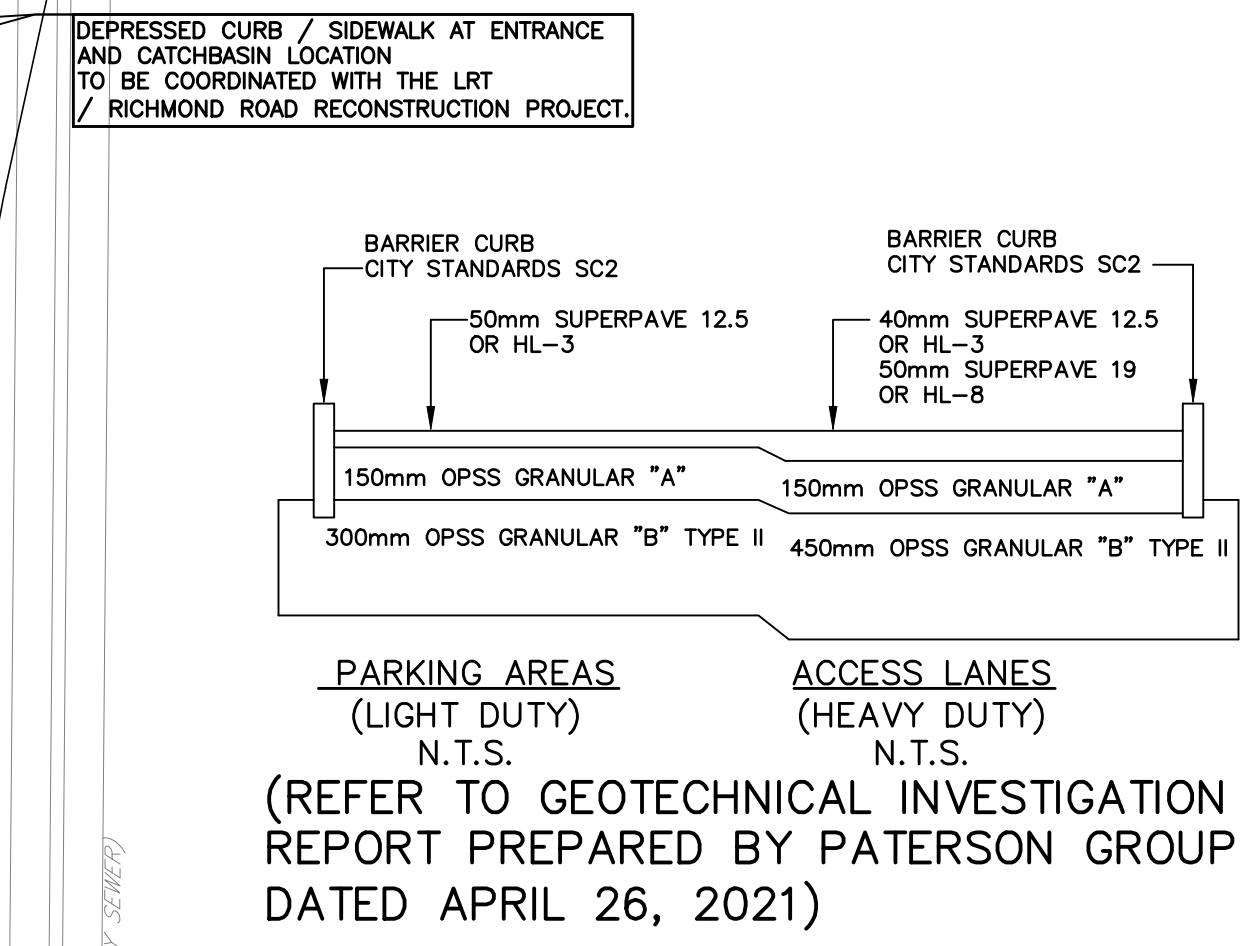 DEPRESSED CURB / SIDEWALK AT ENTRANCE
AND CATCHBASIN LOCATION
TO BE COORDINATED WITH THE LRT
/ RICHMOND ROAD RECONSTRUCTION PROJECT.
BARRIER CURB
CITY STANDARDS SC2
BARRIER CURB
CITY STANDARDS SC2
50mm SUPERPAVE 12.5
OR HL-3
40mm SUPERPAVE 12.5
OR HL-3
50mm SUPERPAVE 19
OR HL-8
150mm OPSS GRANULAR "A"
150mm OPSS GRANULAR "A"
300mm OPSS GRANULAR "B" TYPE II
450mm OPSS GRANULAR "B" TYPE II
PARKING AREAS
(LIGHT DUTY)
N.T.S.
ACCESS LANES
(HEAVY DUTY)
N.T.S.
(REFER TO GEOTECHNICAL INVESTIGATION
REPORT PREPARED BY PATERSON GROUP
DATED APRIL 26, 2021)
Y SEWER)